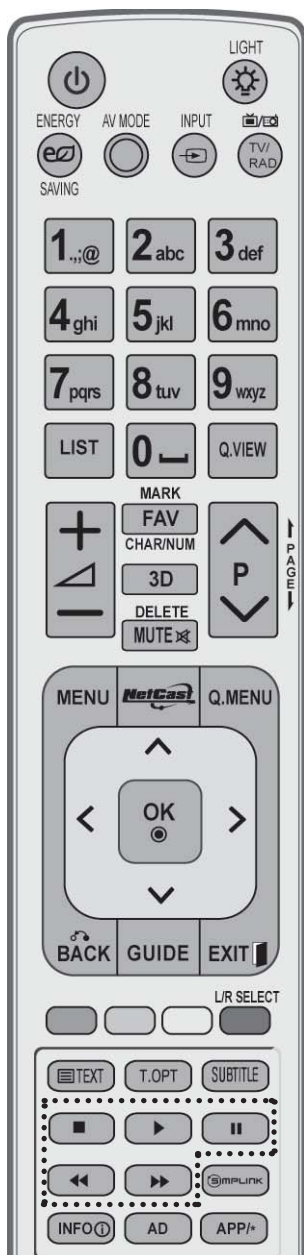 LIGHT
ENERGY AV MODE INPUT
TV/
RAD
SAVING
1.,;@ 2abc 3def
4ghi 5jkl 6mno
7pqrs 8tuv 9wxyz
LIST 0 Q.VIEW
MARK
FAV
CHAR/NUM
3D
P
PAGE
DELETE
MUTE
MENU NetCast Q.MENU
OK
BACK GUIDE EXIT
L/R SELECT
TEXT T.OPT SUBTITLE
SIMPLINK
INFO AD APP/*